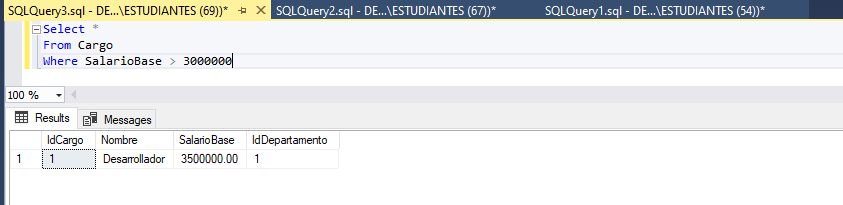 SQLQuery3.sql - DE...\ESTUDIANTES (69))* SQLQuery2.sql - DE...\ESTUDIANTES (67))* SQLQuery1.sql - DE...\ESTUDIANTES (54))*
Select *
From Cargo
Where SalarioBase > 3000000
100 %
Results Messages
IdCargo Nombre SalarioBase IdDepartamento
1 1 Desarrollador 3500000.00 1